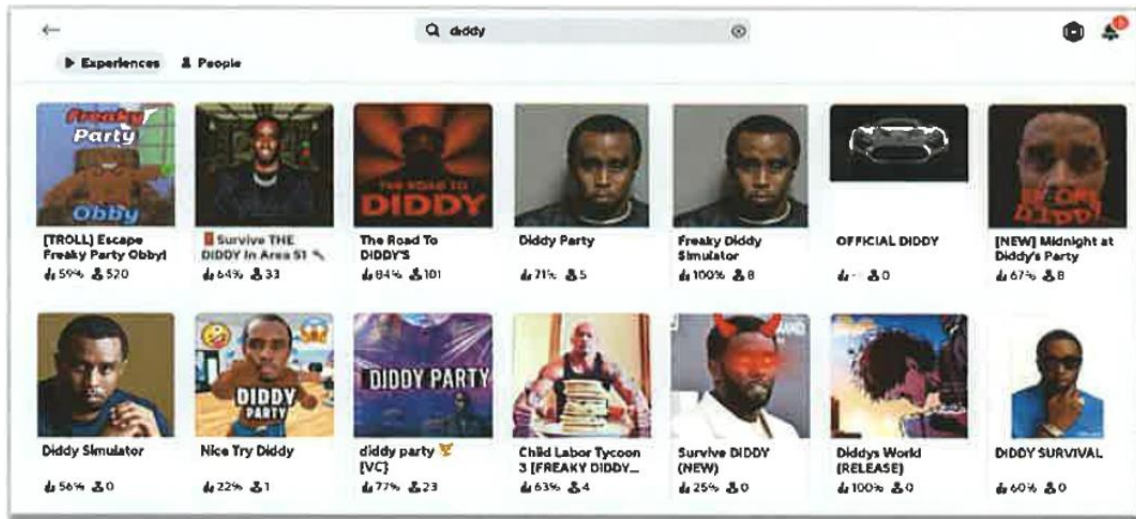 diddy
Experiences People
Freaky
Party
Obby
THE ROAD TO
DIDDY
[TROLL] Escape
Freaky Party Obby!
59% 520
Survive THE
DIDDY In Area 51
64% 33
The Road To
DIDDY'S
84% 101
Diddy Party
71% 5
Freaky Diddy
Simulator
100% 8
OFFICIAL DIDDY
-- 0
[NEW] Midnight at
Diddy's Party
67% 8
DIDDY
PARTY
DIDDY PARTY
Diddy Simulator
56% 0
Nice Try Diddy
22% 1
diddy party
[VC]
77% 23
Child Labor Tycoon
3 [FREAKY DIDDY...
63% 4
Survive DIDDY
(NEW)
25% 0
Diddys World
[RELEASE]
100% 0
DIDDY SURVIVAL
60% 0